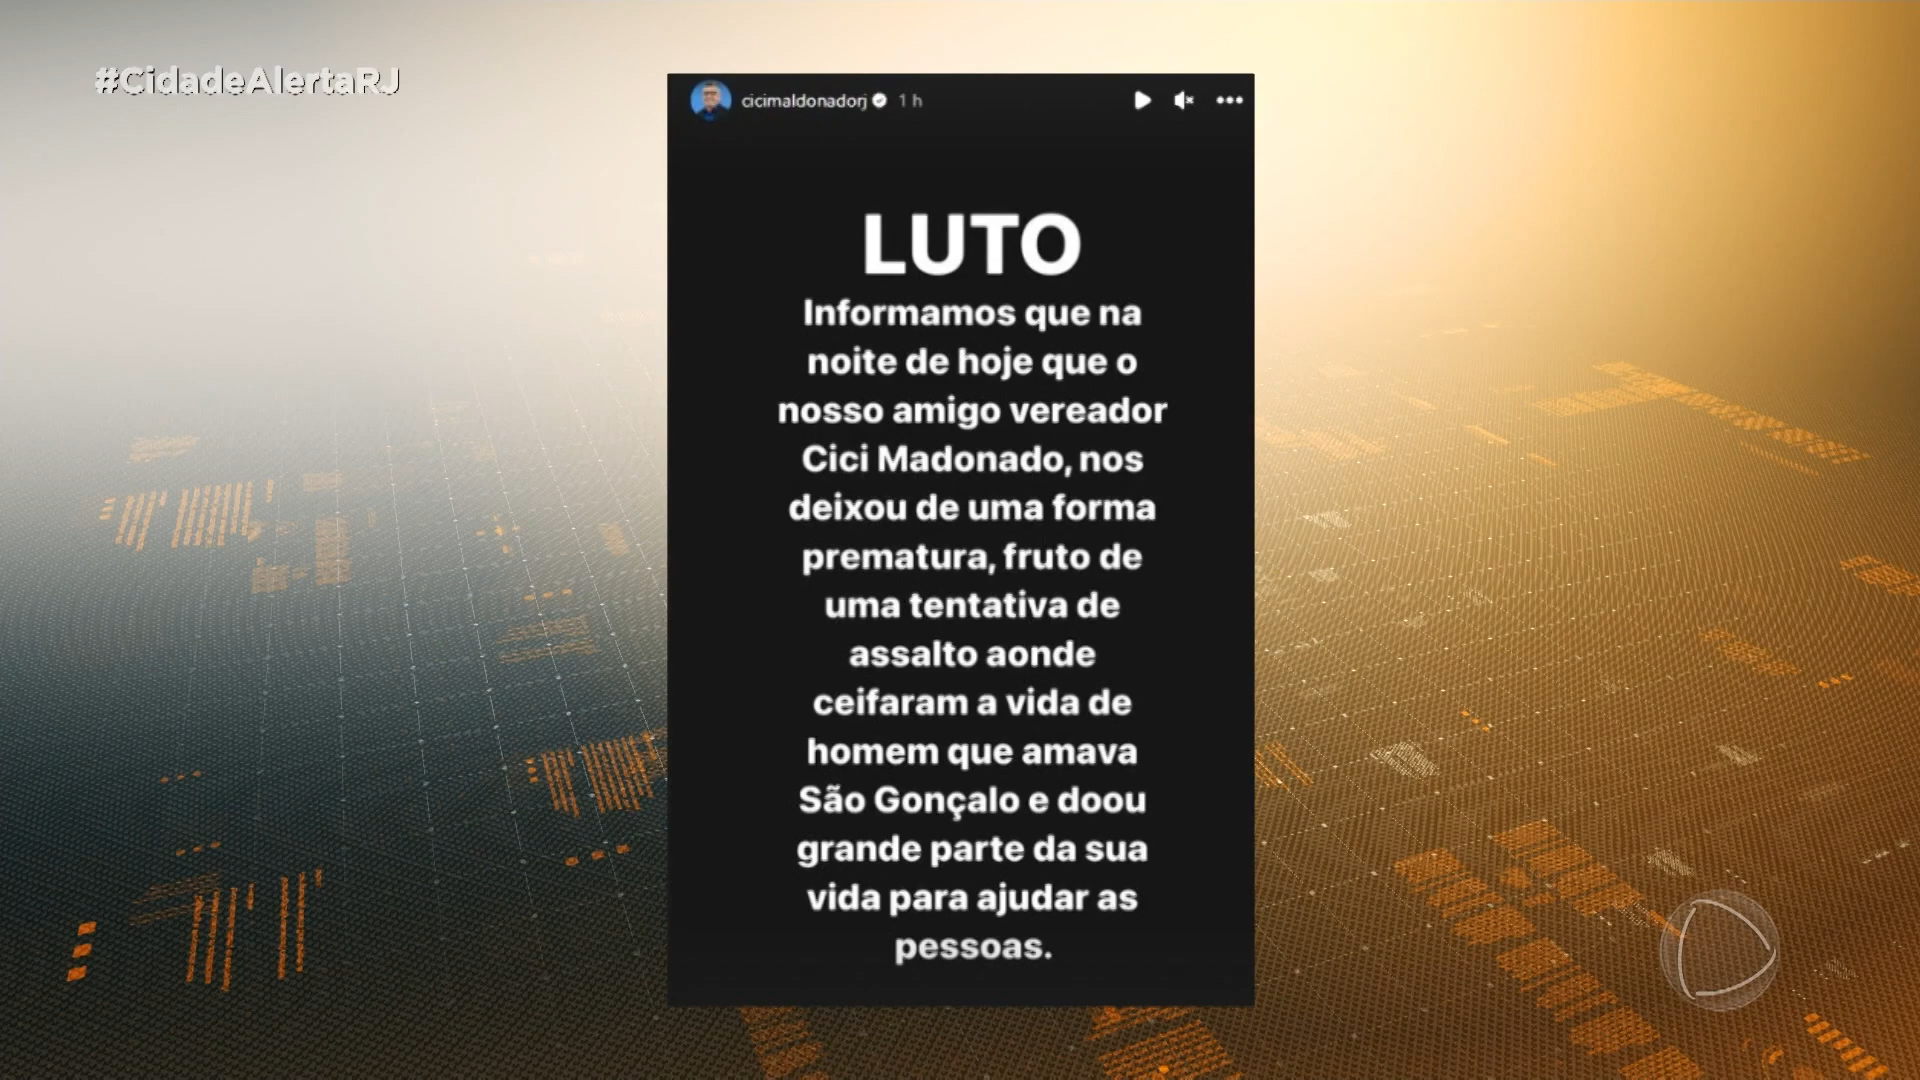 #CidadeAlertaRJ
cicimaldonadorj 1 h
LUTO
Informamos que na
noite de hoje que o
nosso amigo vereador
Cici Madonado, nos
deixou de uma forma
prematura, fruto de
uma tentativa de
assalto aonde
ceifaram a vida de
homem que amava
São Gonçalo e doou
grande parte da sua
vida para ajudar as
pessoas.